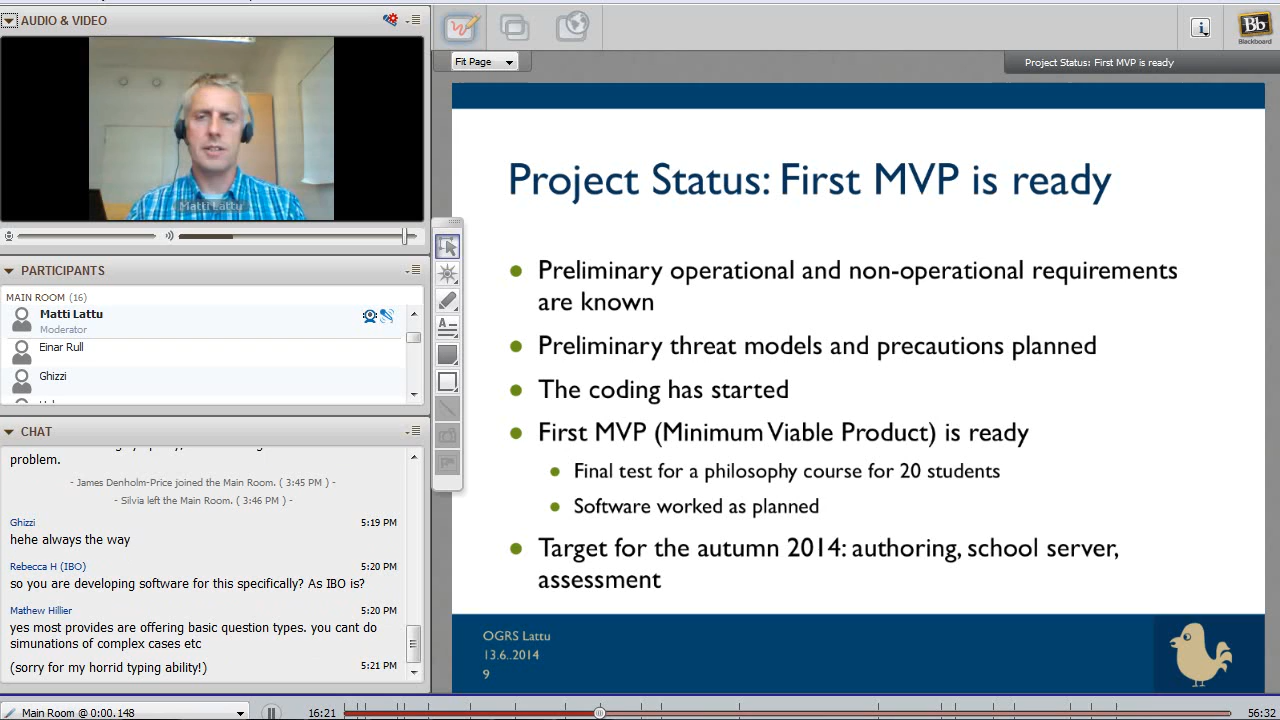 AUDIO & VIDEO
Matti Lattu
PARTICIPANTS
MAIN ROOM (16)
Matti Lattu
Moderator
Einar Rull
Ghizzi
CHAT
problem.
- James Denholm-Price joined the Main Room. ( 3:45 PM ) -
- Silvia left the Main Room. ( 3:46 PM ) -
Ghizzi 5:19 PM
hehe always the way
Rebecca H (IBO) 5:20 PM
so you are developing software for this specifically? As IBO is?
Mathew Hillier 5:20 PM
yes most provides are offering basic question types. you cant do
simunations of complex cases etc
(sorry for my horrid typing ability!) 5:21 PM
Main Room @ 0:00.148
16:21
56:32
Fit Page
Bb
Blackboard
Project Status: First MVP is ready
Project Status: First MVP is ready
Preliminary operational and non-operational requirements
are known
Preliminary threat models and precautions planned
The coding has started
First MVP (Minimum Viable Product) is ready
Final test for a philosophy course for 20 students
Software worked as planned
Target for the autumn 2014: authoring, school server,
assessment
OGRS Lattu
13.6..2014
9